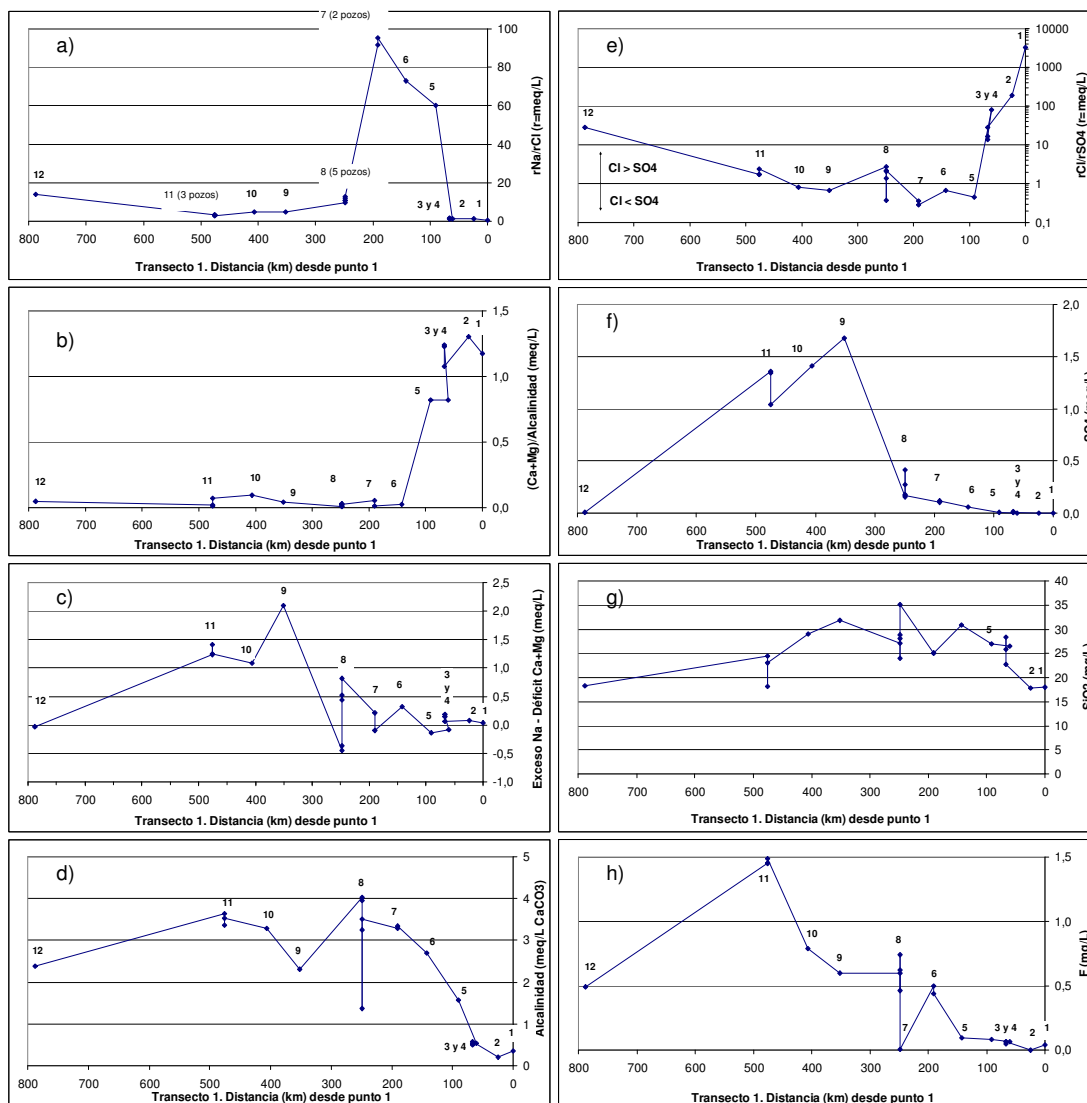 a)
7 (2 pozos)
6
5
12
11 (3 pozos)
10
9
8 (5 pozos)
3 y 4
2
1
100
80
60
40
20
0
rNa/rCl (r=meq/L)
800 700 600 500 400 300 200 100 0
Transecto 1. Distancia (km) desde punto 1
e)
1
2
3 y 4
12
11
10
9
8
7
6
5
Cl > SO4
Cl < SO4
10000
1000
100
10
1
0,1
rCl/rSO4 (r=meq/L)
800 700 600 500 400 300 200 100 0
Transecto 1. Distancia (km) desde punto 1
b)
3 y 4
2
1
5
12
11
10
9
8
7
6
1,5
1,0
0,5
0,0
(Ca+Mg)/Alcalinidad (meq/L)
800 700 600 500 400 300 200 100 0
Transecto 1. Distancia (km) desde punto 1
f)
9
10
11
8
7
6
5
3
y
4
2
1
12
2,0
1,5
1,0
0,5
0,0
800 700 600 500 400 300 200 100 0
Transecto 1. Distancia (km) desde punto 1
c)
9
11
10
8
7
6
5
3
y
4
2
1
12
2,5
2,0
1,5
1,0
0,5
0,0
-0,5
-1,0
Exceso Na - Déficit Ca+Mg (meq/L)
800 700 600 500 400 300 200 100 0
Transecto 1. Distancia (km) desde punto 1
g)
5
2 1
40
35
30
25
20
15
10
5
0
SiO2 (mg/L)
800 700 600 500 400 300 200 100 0
Transecto 1. Distancia (km) desde punto 1
d)
8
11
10
9
7
6
5
12
3 y 4
2
1
5
4
3
2
1
0
Alcalinidad (meq/L CaCO3)
800 700 600 500 400 300 200 100 0
Transecto 1. Distancia (km) desde punto 1
h)
11
10
9
8
7
6
5
3 y 4
2
1
12
1,5
1,0
0,5
0,0
F (mg/L)
800 700 600 500 400 300 200 100 0
Transecto 1. Distancia (km) desde punto 1